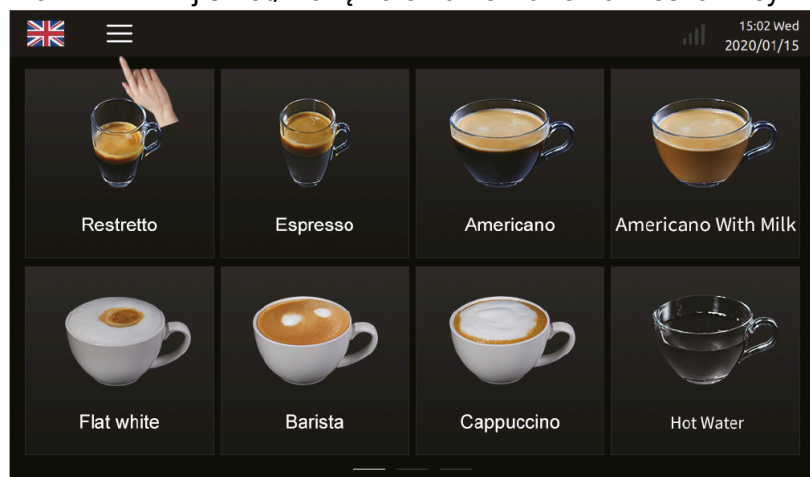 15:02 Wed
2020/01/15
Restretto
Espresso
Americano
Americano With Milk
Flat white
Barista
Cappuccino
Hot Water